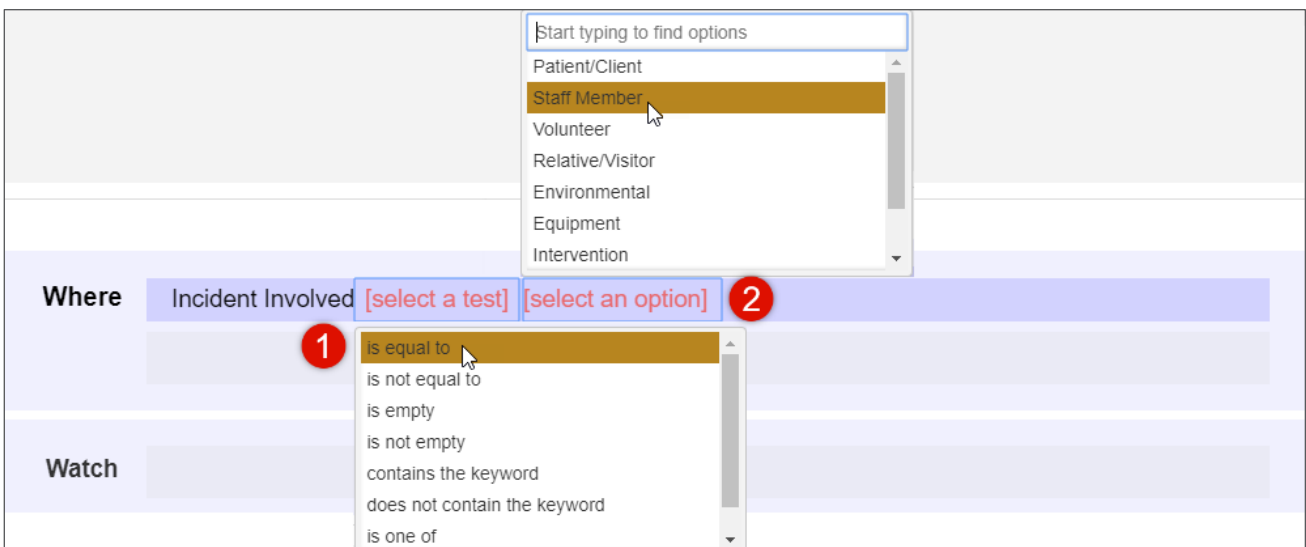 Start typing to find options
Patient/Client
Staff Member
Volunteer
Relative/Visitor
Environmental
Equipment
Intervention
Where Incident Involved [select a test] [select an option] 2
1
is equal to
is not equal to
is empty
is not empty
contains the keyword
does not contain the keyword
is one of
Watch